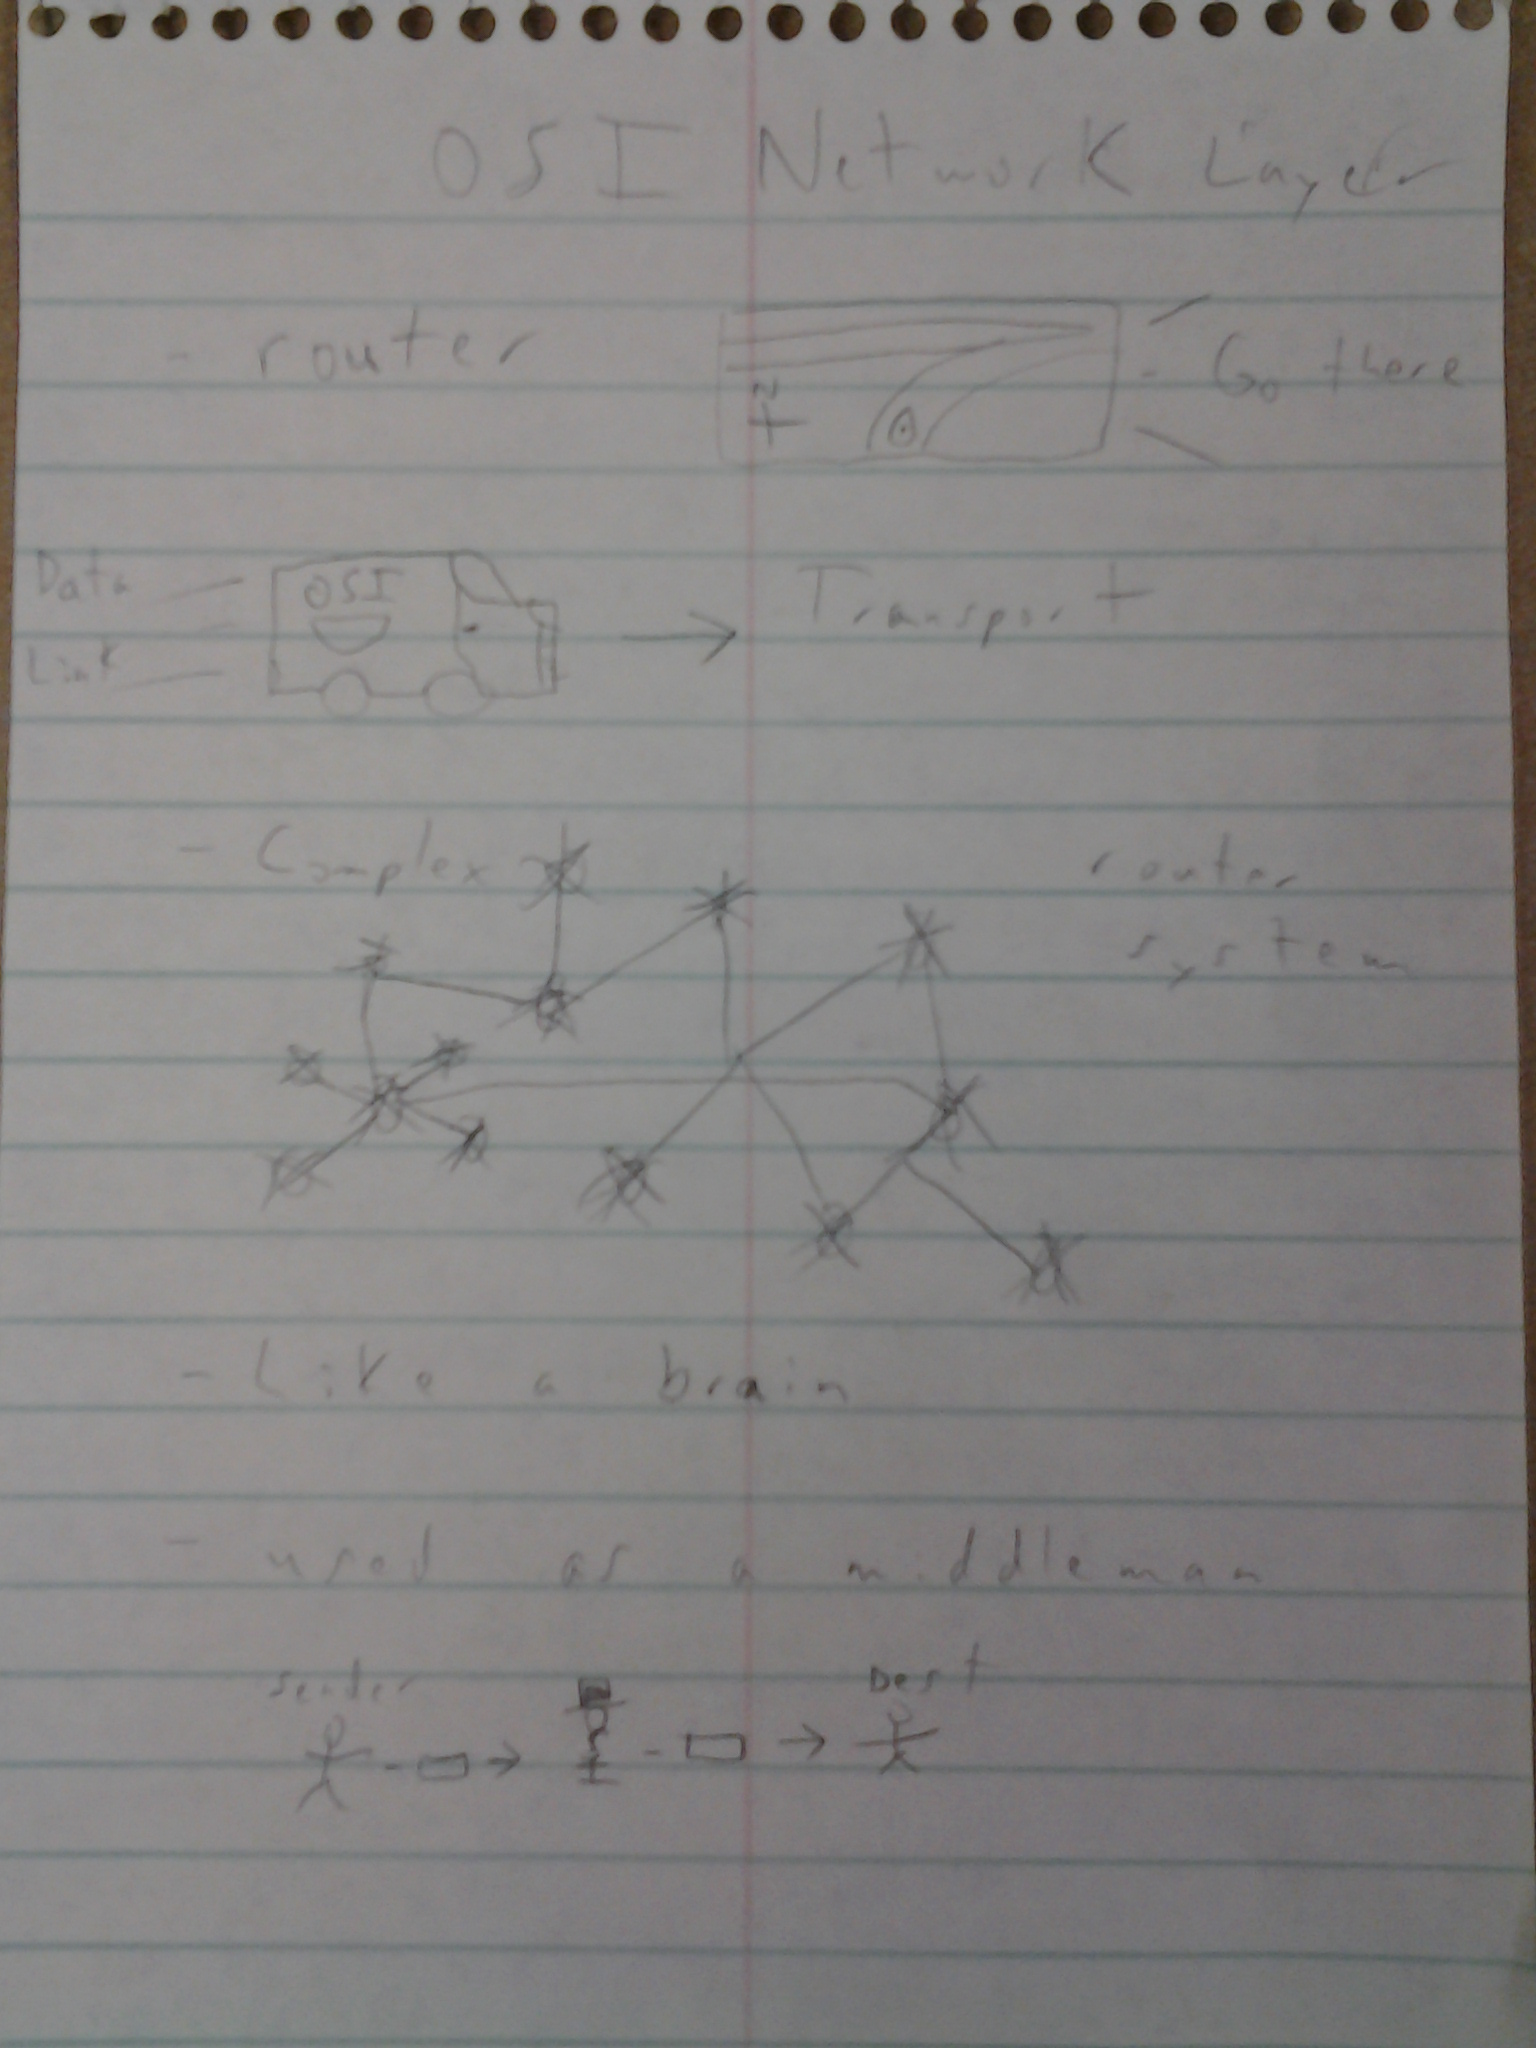 OSI Network Layer
- router
N
- Go there
Data
Link
OSI
Transport
- Complex
router
system
- Like a brain
- used as a middleman
sender
Dest